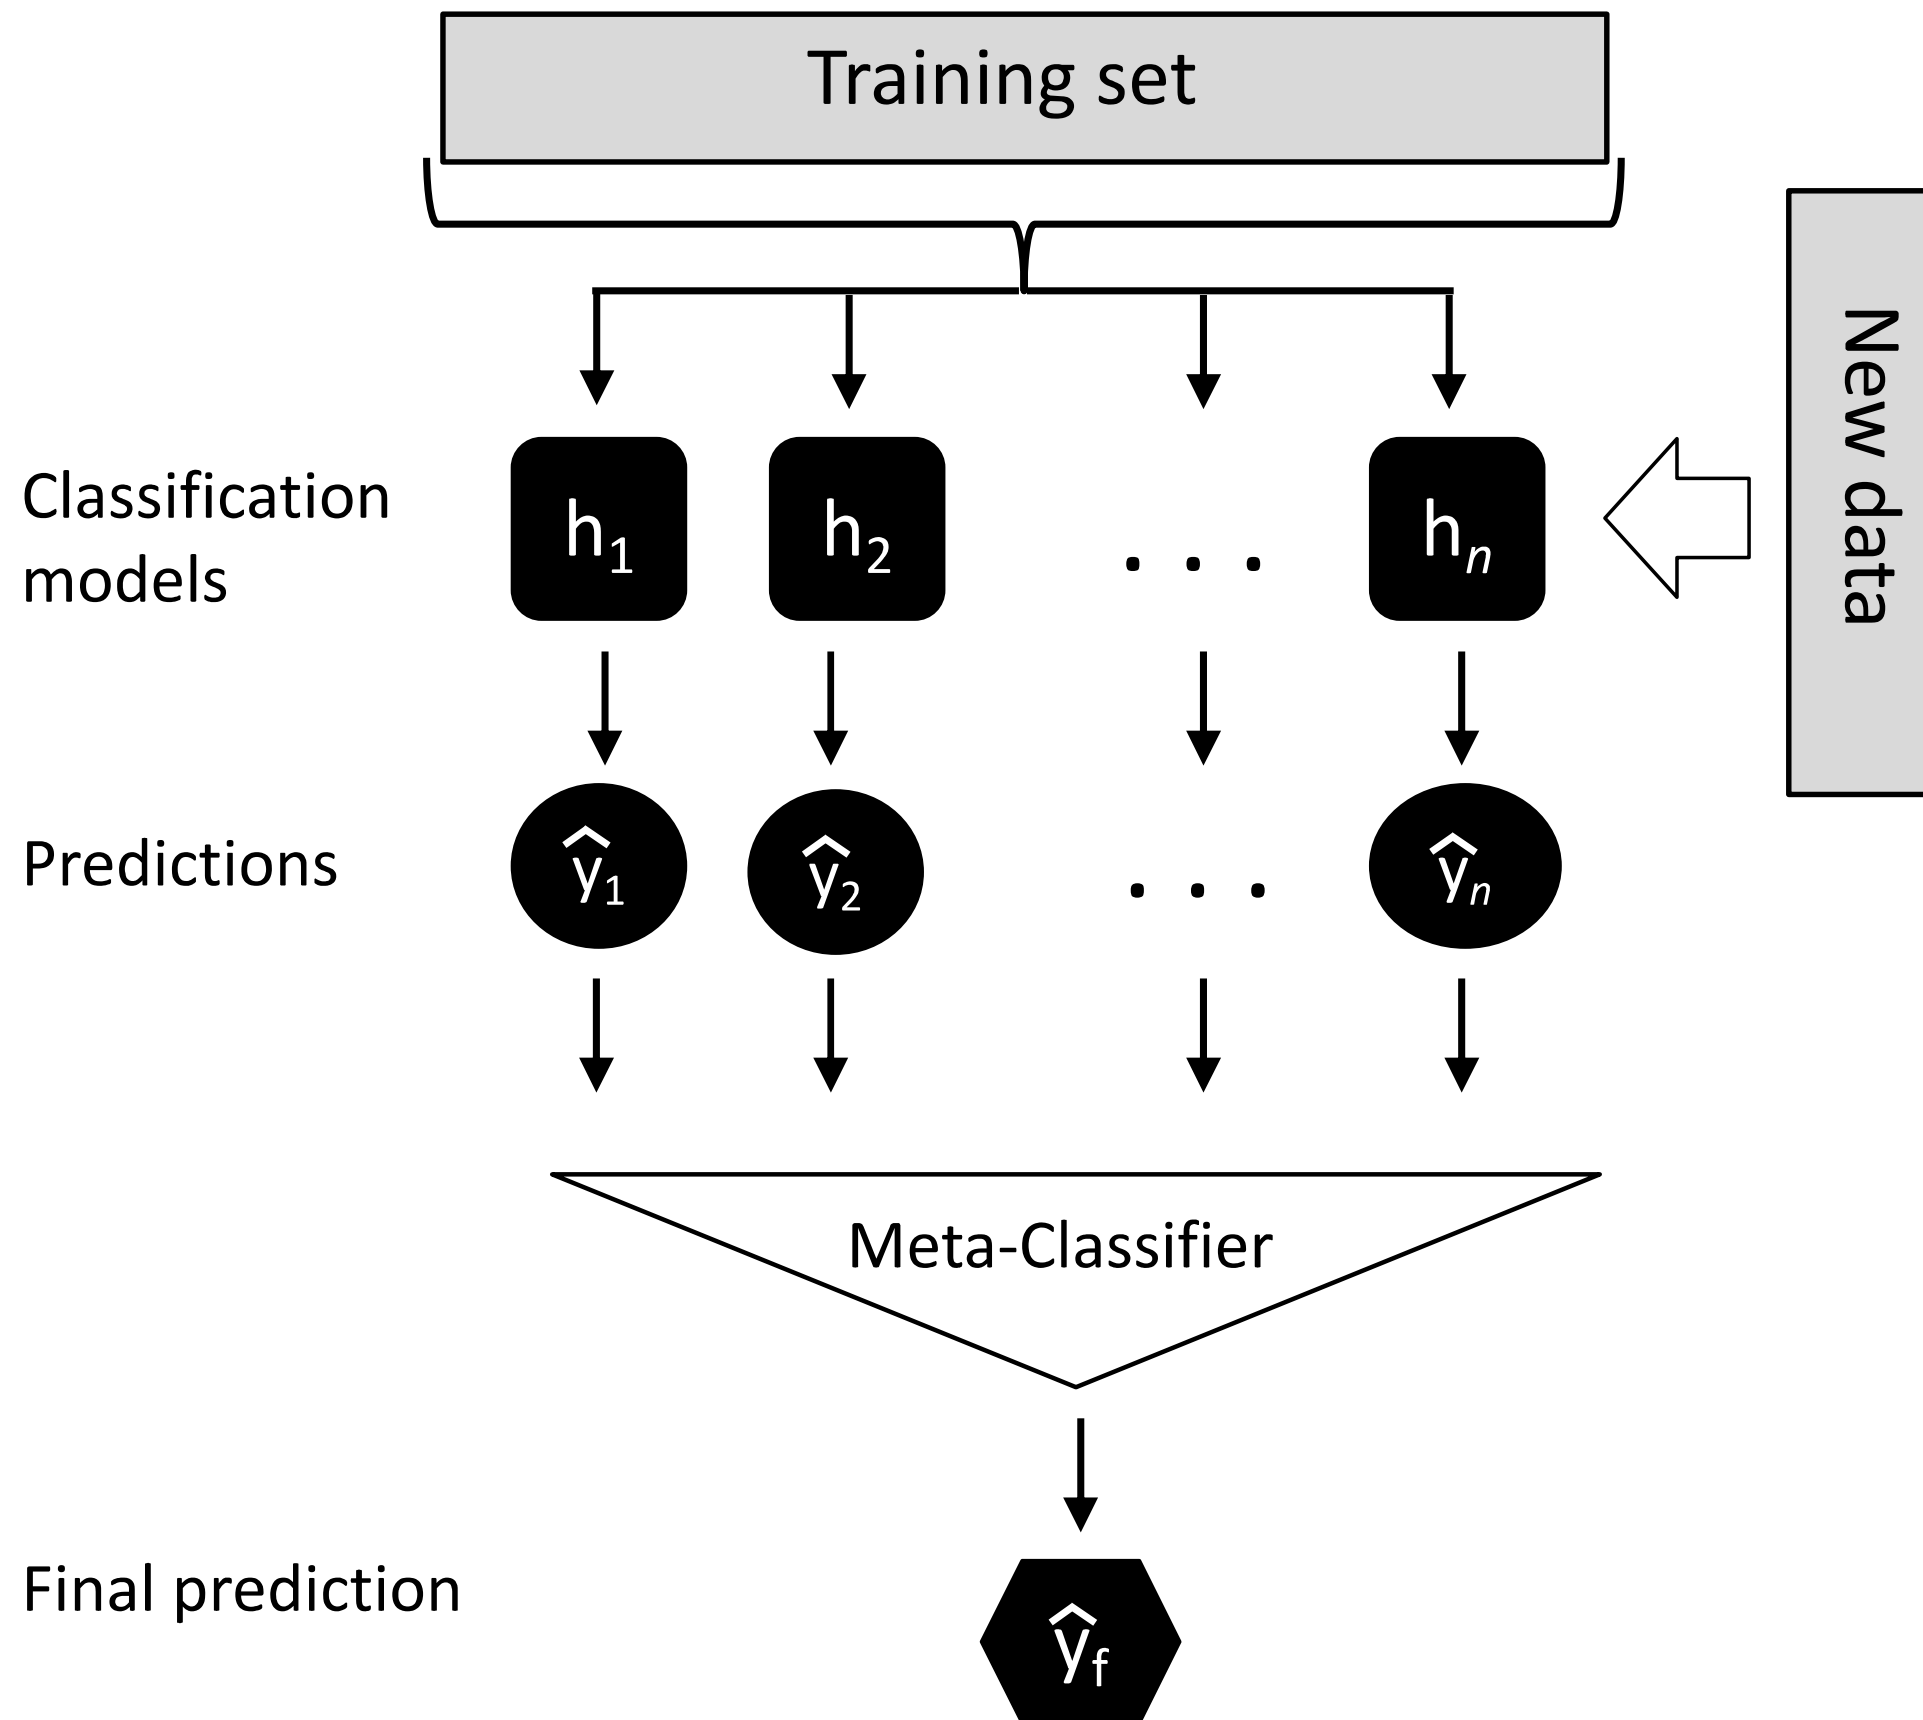 Training set
New data
Classification
models
h₁ h₂ . . . hₙ
Predictions
ŷ₁ ŷ₂ . . . ŷₙ
Meta-Classifier
Final prediction
ŷf